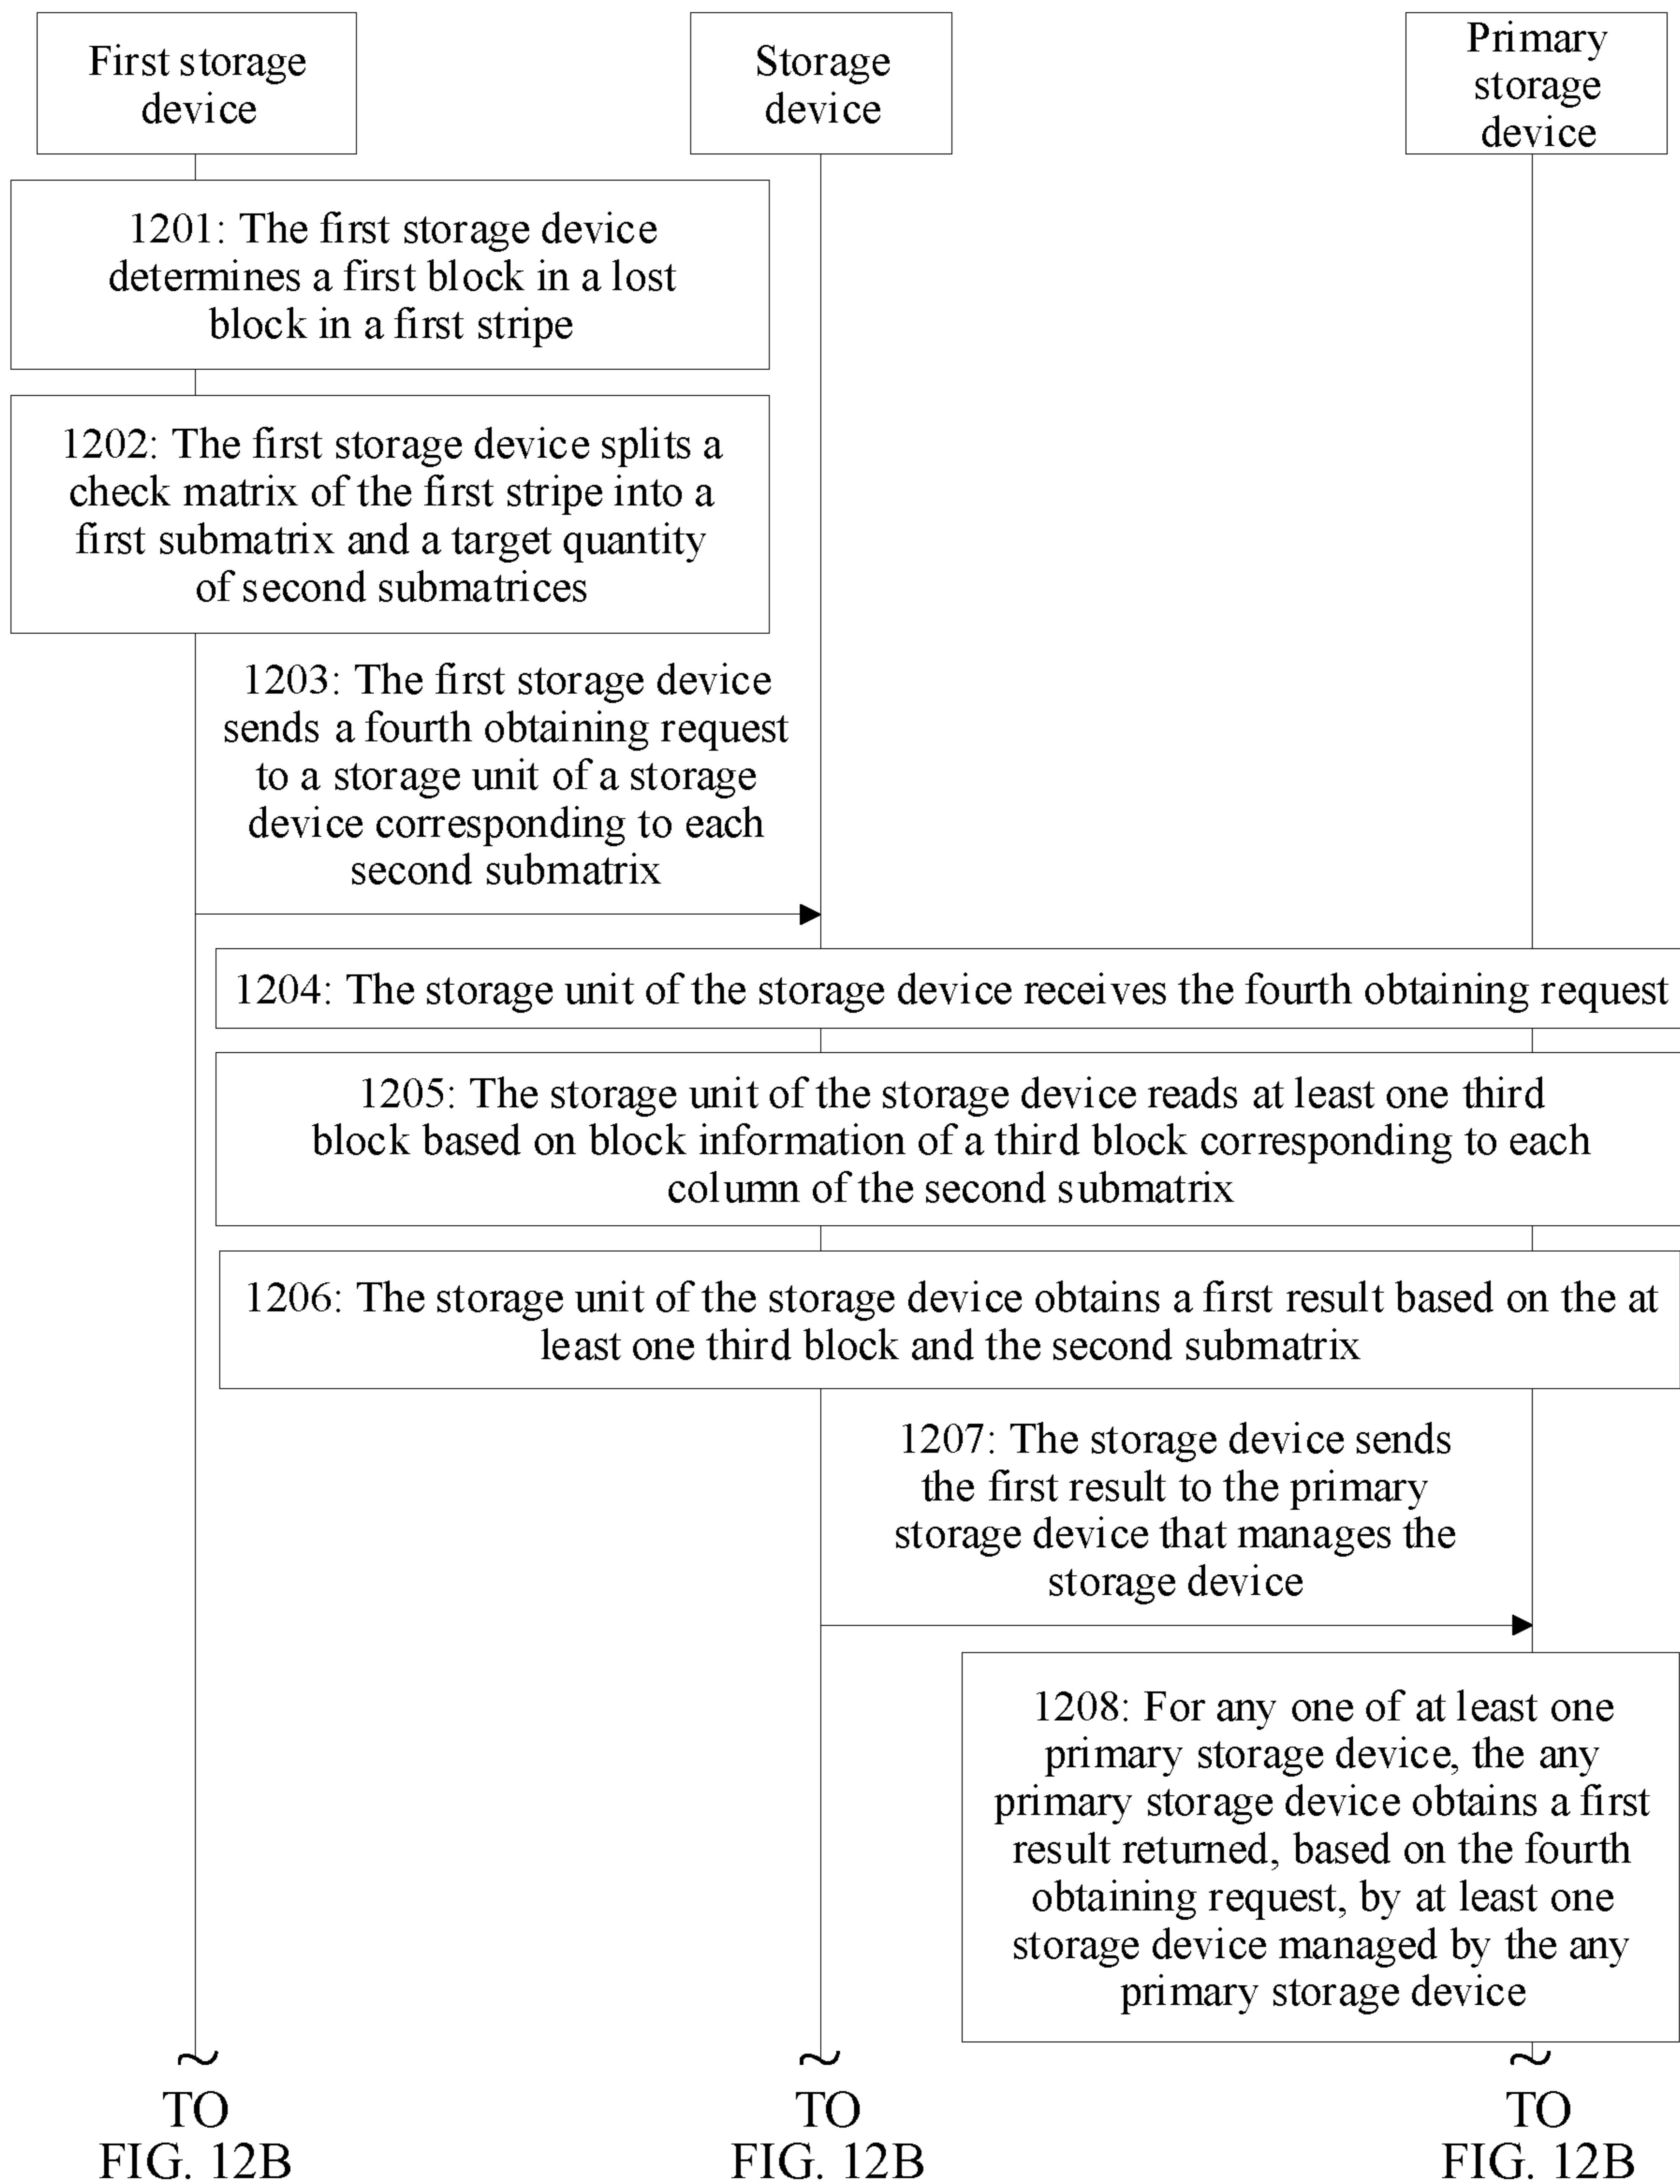 First storage
device
Storage
device
Primary
storage
device
1201: The first storage device
determines a first block in a lost
block in a first stripe
1202: The first storage device splits a
check matrix of the first stripe into a
first submatrix and a target quantity
of second submatrices
1203: The first storage device
sends a fourth obtaining request
to a storage unit of a storage
device corresponding to each
second submatrix
1204: The storage unit of the storage device receives the fourth obtaining request
1205: The storage unit of the storage device reads at least one third
block based on block information of a third block corresponding to each
column of the second submatrix
1206: The storage unit of the storage device obtains a first result based on the at
least one third block and the second submatrix
1207: The storage device sends
the first result to the primary
storage device that manages the
storage device
1208: For any one of at least one
primary storage device, the any
primary storage device obtains a first
result returned, based on the fourth
obtaining request, by at least one
storage device managed by the any
primary storage device
TO
FIG. 12B
TO
FIG. 12B
TO
FIG. 12B